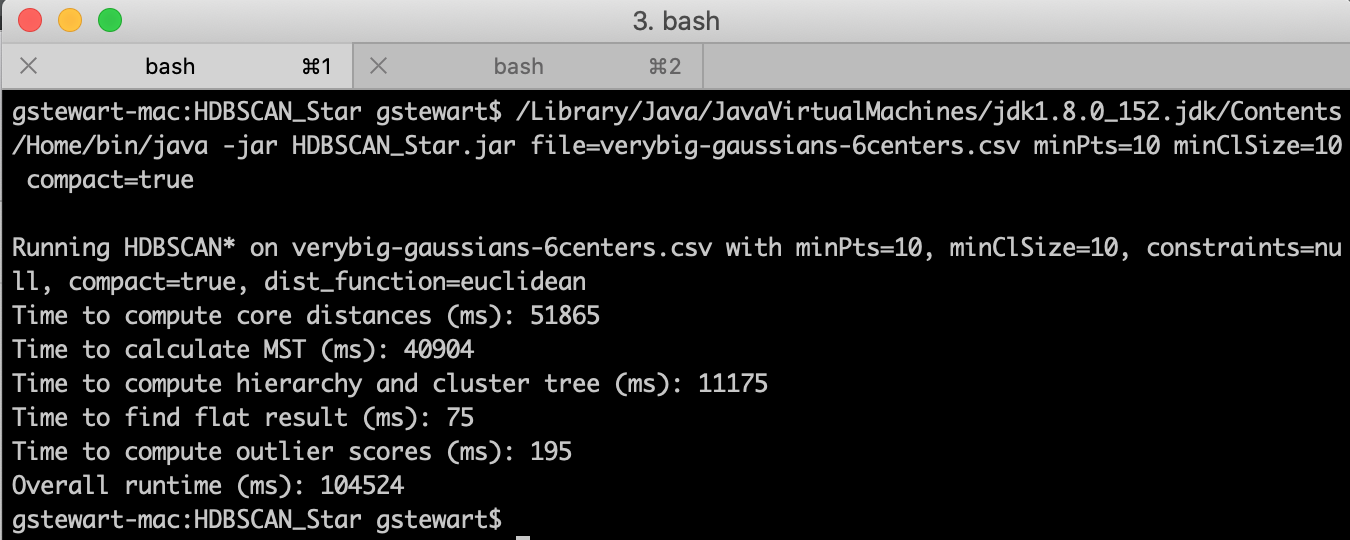 3. bash
bash ⌘1 bash ⌘2
gstewart-mac:HDBSCAN_Star gstewart$ /Library/Java/JavaVirtualMachines/jdk1.8.0_152.jdk/Contents
/Home/bin/java -jar HDBSCAN_Star.jar file=verybig-gaussians-6centers.csv minPts=10 minClSize=10
compact=true
Running HDBSCAN* on verybig-gaussians-6centers.csv with minPts=10, minClSize=10, constraints=nu
ll, compact=true, dist_function=euclidean
Time to compute core distances (ms): 51865
Time to calculate MST (ms): 40904
Time to compute hierarchy and cluster tree (ms): 11175
Time to find flat result (ms): 75
Time to compute outlier scores (ms): 195
Overall runtime (ms): 104524
gstewart-mac:HDBSCAN_Star gstewart$